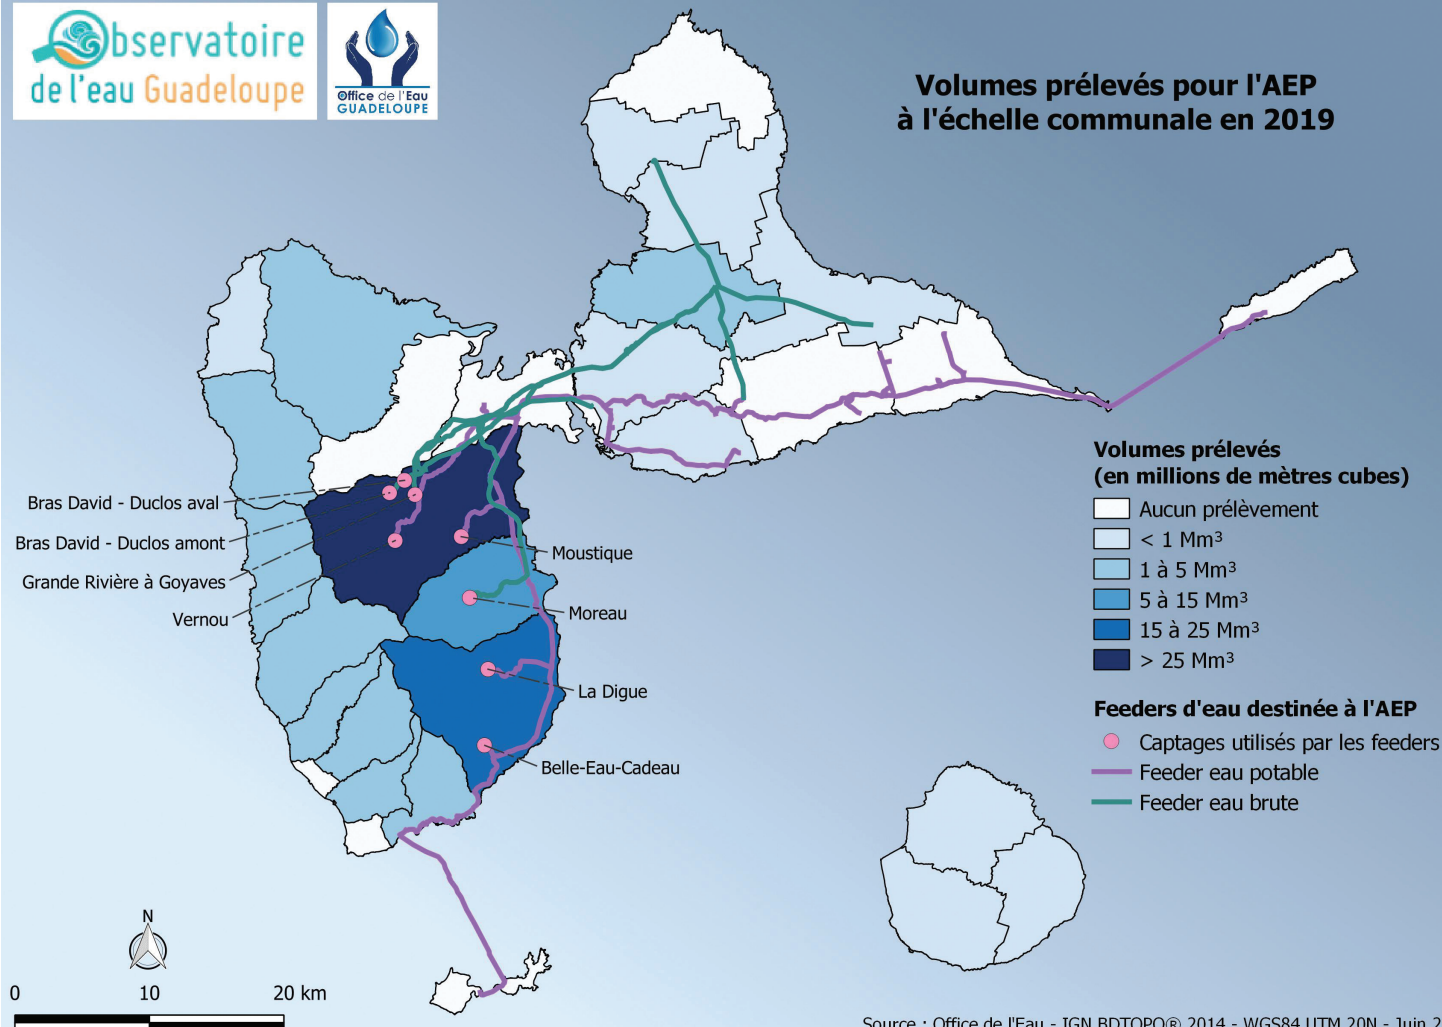 Observatoire
de l'eau Guadeloupe
Office de l'Eau
GUADELOUPE
Volumes prélevés pour l'AEP
à l'échelle communale en 2019
Bras David - Duclos aval
Bras David - Duclos amont
Grande Rivière à Goyaves
Vernou
Moustique
Moreau
La Digue
Belle-Eau-Cadeau
Volumes prélevés
(en millions de mètres cubes)
Aucun prélèvement
< 1 Mm³
1 à 5 Mm³
5 à 15 Mm³
15 à 25 Mm³
> 25 Mm³
Feeders d'eau destinée à l'AEP
Captages utilisés par les feeders
Feeder eau potable
Feeder eau brute
N
0 10 20 km
Source : Office de l'Eau - IGN BDTOPO® 2014 - WGS84 UTM 20N - Juin 2